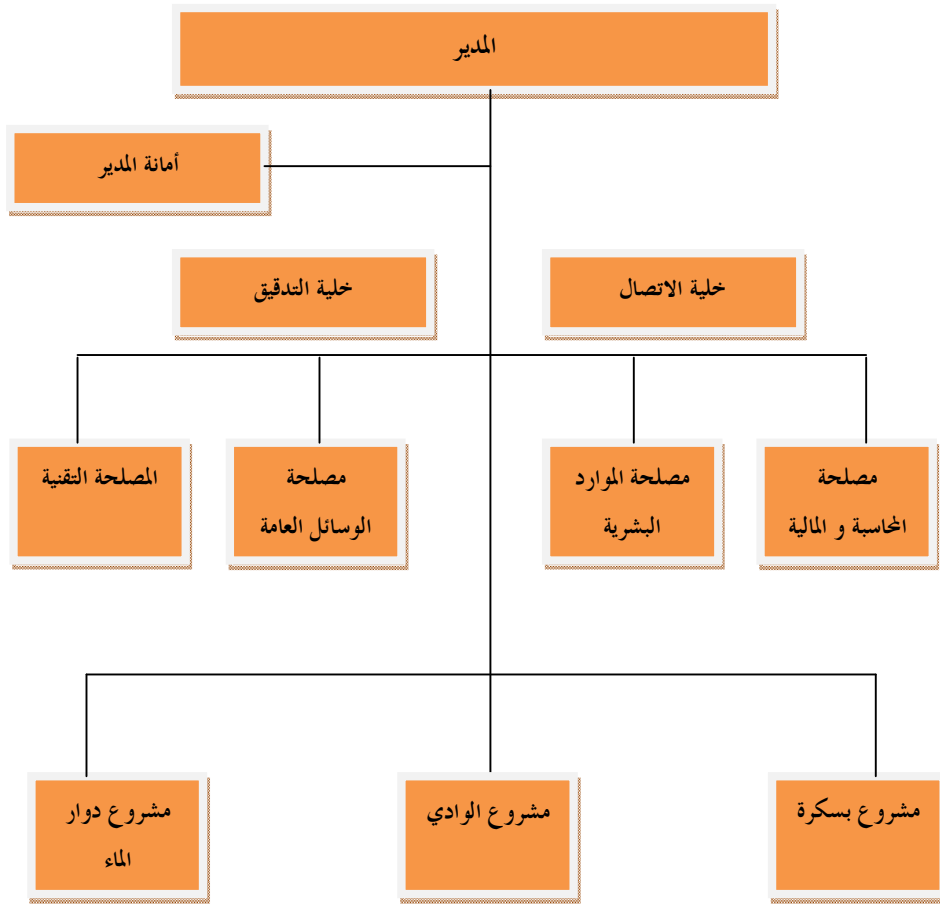 المدير
أمانة المدير
خلية الاتصال
خلية التدقيق
مصلحة
المحاسبة و المالية
مصلحة الموارد
البشرية
مصلحة
الوسائل العامة
المصلحة التقنية
مشروع بسكرة
مشروع الوادي
مشروع دوار
الماء